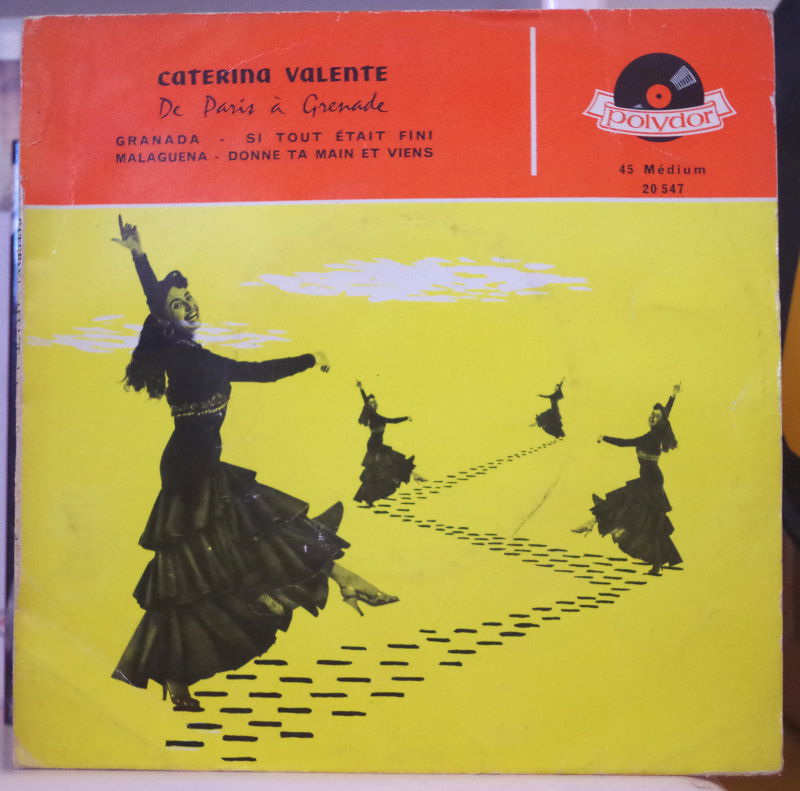 CATERINA VALENTE
De Paris à Grenade
GRANADA - SI TOUT ÉTAIT FINI
MALAGUENA - DONNE TA MAIN ET VIENS
polydor
45 Médium
20 547